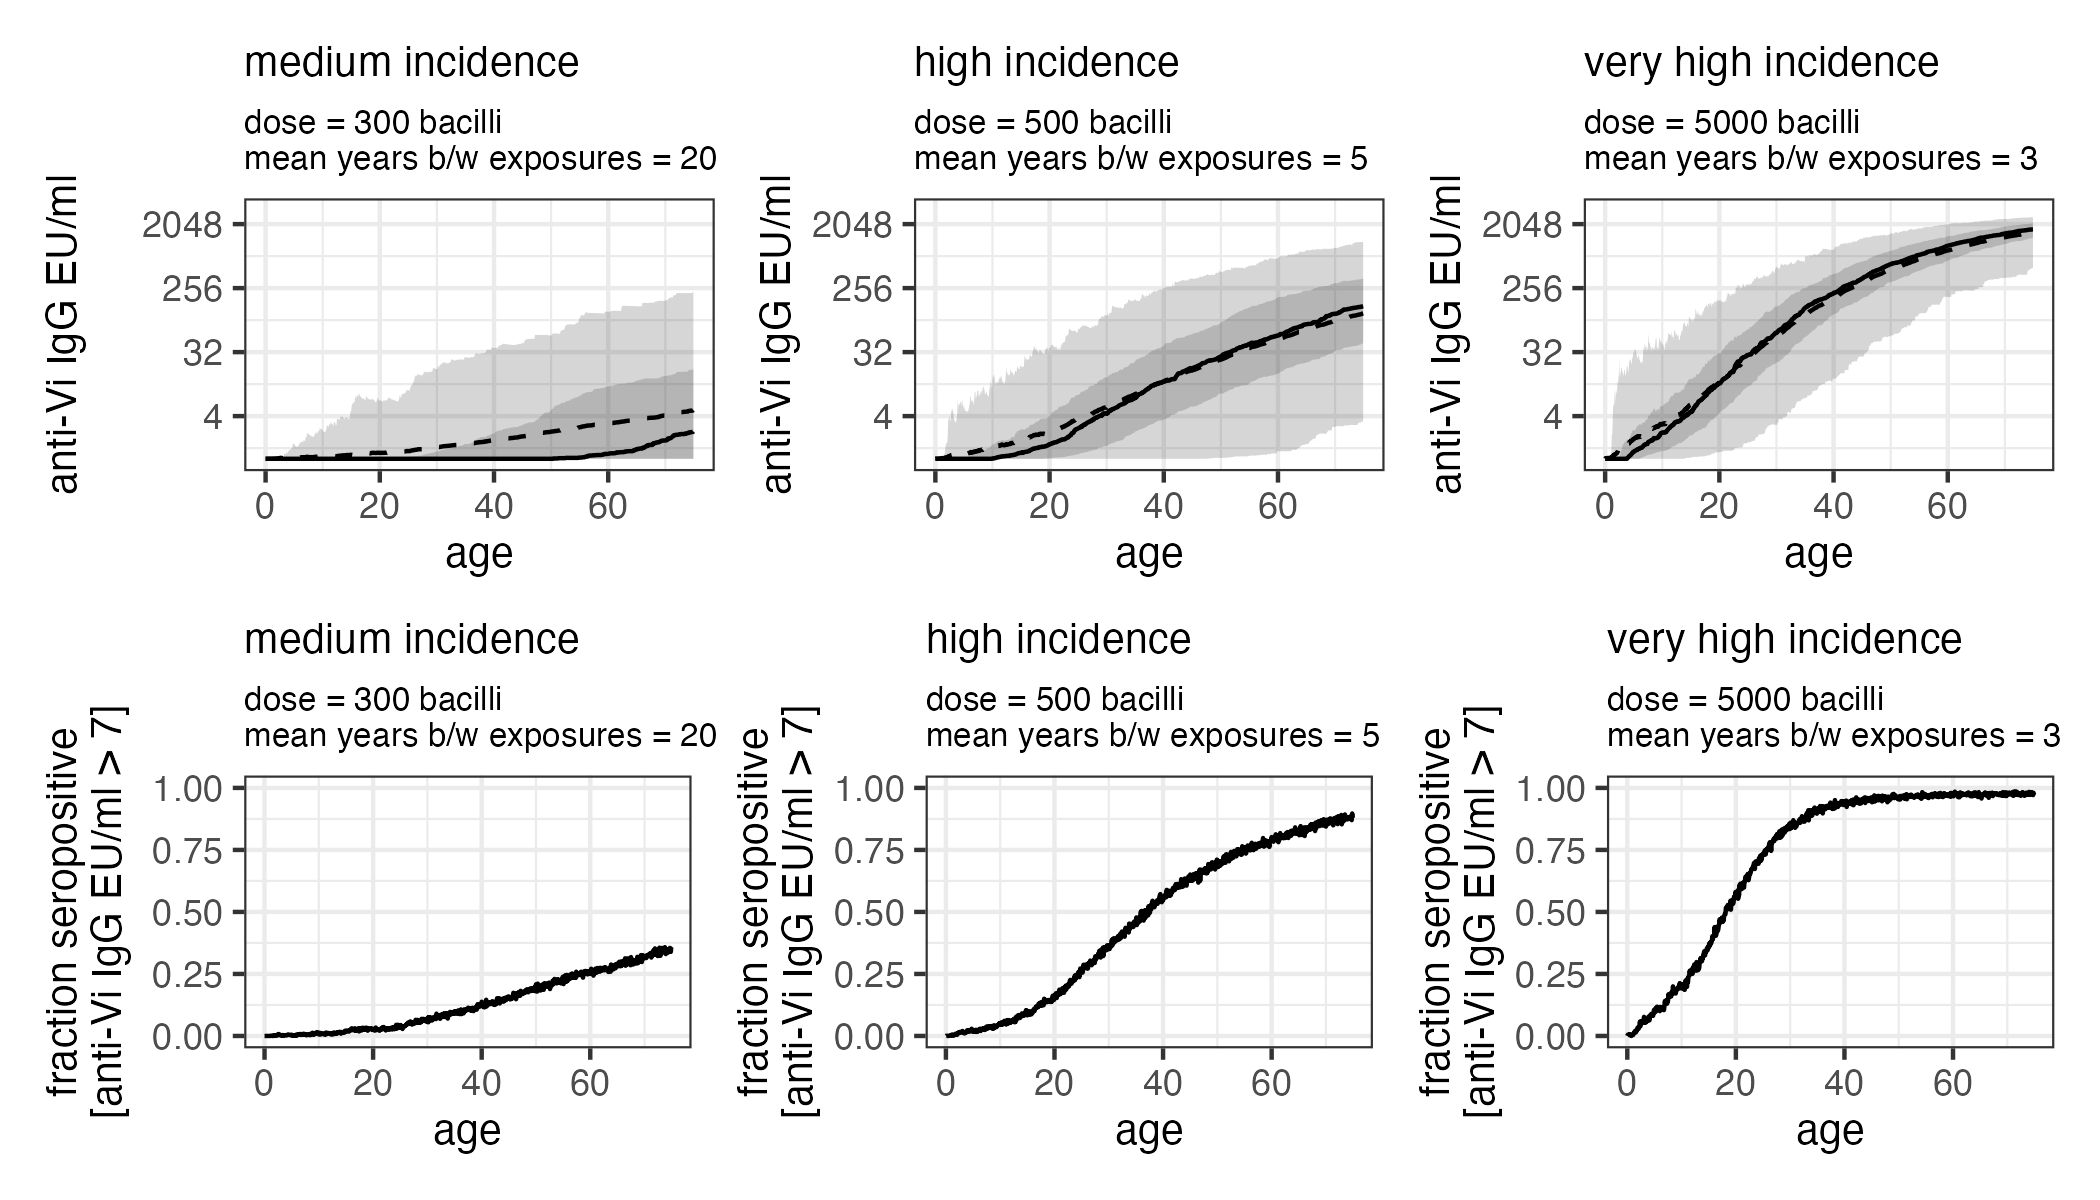 medium incidence
dose = 300 bacilli
mean years b/w exposures = 20
anti-Vi IgG EU/ml
2048
256
32
4
0 20 40 60
age
high incidence
dose = 500 bacilli
mean years b/w exposures = 5
anti-Vi IgG EU/ml
2048
256
32
4
0 20 40 60
age
very high incidence
dose = 5000 bacilli
mean years b/w exposures = 3
anti-Vi IgG EU/ml
2048
256
32
4
0 20 40 60
age
medium incidence
dose = 300 bacilli
mean years b/w exposures = 20
fraction seropositive
[anti-Vi IgG EU/ml > 7]
1.00
0.75
0.50
0.25
0.00
0 20 40 60
age
high incidence
dose = 500 bacilli
mean years b/w exposures = 5
fraction seropositive
[anti-Vi IgG EU/ml > 7]
1.00
0.75
0.50
0.25
0.00
0 20 40 60
age
very high incidence
dose = 5000 bacilli
mean years b/w exposures = 3
fraction seropositive
[anti-Vi IgG EU/ml > 7]
1.00
0.75
0.50
0.25
0.00
0 20 40 60
age